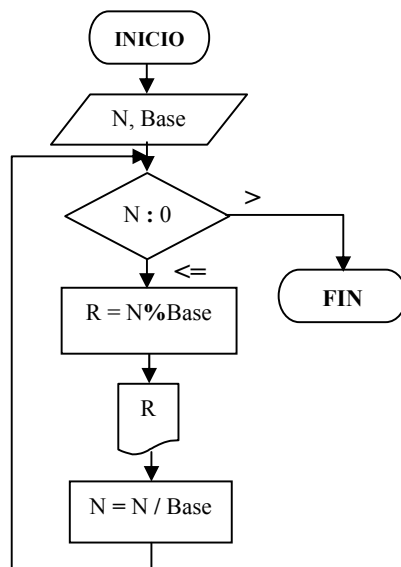 INICIO
N, Base
N : 0
>
<=
FIN
R = N%Base
R
N = N / Base